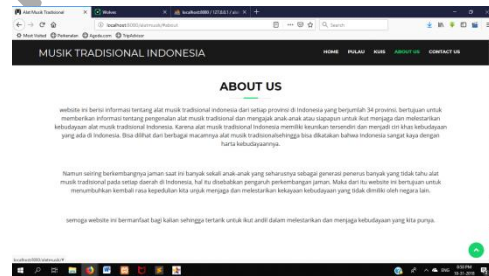 Alat Musik Tradisional
localhost:8080/alatmusik/#about
Search
Most Visited Perkenalan Agoda.com TripAdvisor
MUSIK TRADISIONAL INDONESIA
HOME PULAU KUIS ABOUT US CONTACT US
ABOUT US
website ini berisi informasi tentang alat musik tradisional indonesia dari setiap provinsi di Indonesia yang berjumlah 34 provinsi. bertujuan untuk
memberikan informasi tentang pengenalan alat musik tradisional dan mengajak anak-anak atau siapapun untuk ikut menjaga dan melestarikan
kebudayaan alat musik tradisional Indonesia. Karena alat musik tradisional Indonesia memiliki keunikan tersendiri dan menjadi ciri khas kebudayaan
yang ada di Indonesia. Bisa dilihat dari berbagai macamnya alat musik tradisionalsehingga bisa dikatakan bahwa Indonesia sangat kaya dengan
harta kebudayaannya.
Namun seiring berkembangnya jaman saat ini banyak sekali anak-anak yang seharusnya sebagai generasi penerus banyak yang tidak tahu alat
musik tradisional pada setiap daerah di Indonesia, hal itu disebabkan pengaruh perkembangan jaman. Maka dari itu website ini bertujuan untuk
menumbuhkan kembali rasa kepedulian kita unjuk menjaga dan melestarikan kekayaan kebudayaan yang tidak dimiliki oleh negara lain.
semoga website ini bermanfaat bagi kalian sehingga tertarik untuk ikut andil dalam melestarikan dan menjaga kebudayaan yang kita punya.